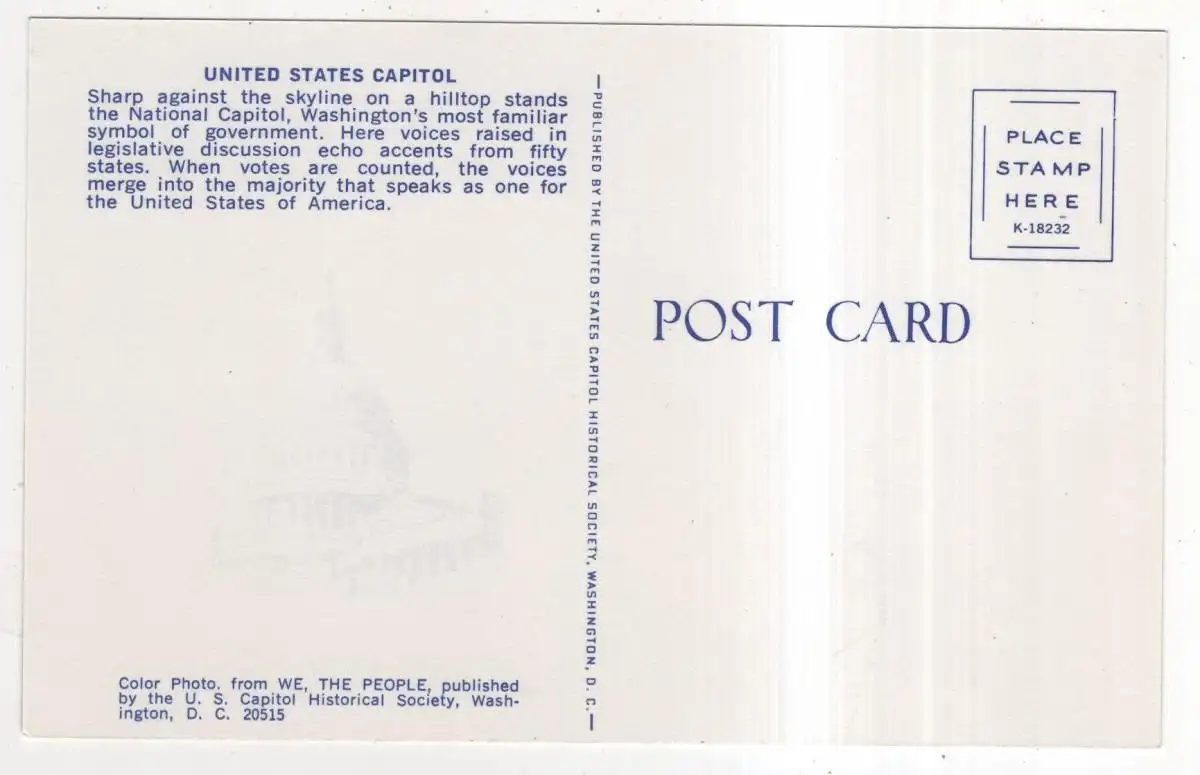 UNITED STATES CAPITOL
Sharp against the skyline on a hilltop stands
the National Capitol, Washington's most familiar
symbol of government. Here voices raised in
legislative discussion echo accents from fifty
states. When votes are counted, the voices
merge into the majority that speaks as one for
the United States of America.
Color Photo. from WE, THE PEOPLE, published
by the U. S. Capitol Historical Society, Wash-
ington, D. C. 20515
—PUBLISHED BY THE UNITED STATES CAPITOL HISTORICAL SOCIETY, WASHINGTON, D. C.—
PLACE
STAMP
HERE
K-18232
POST CARD